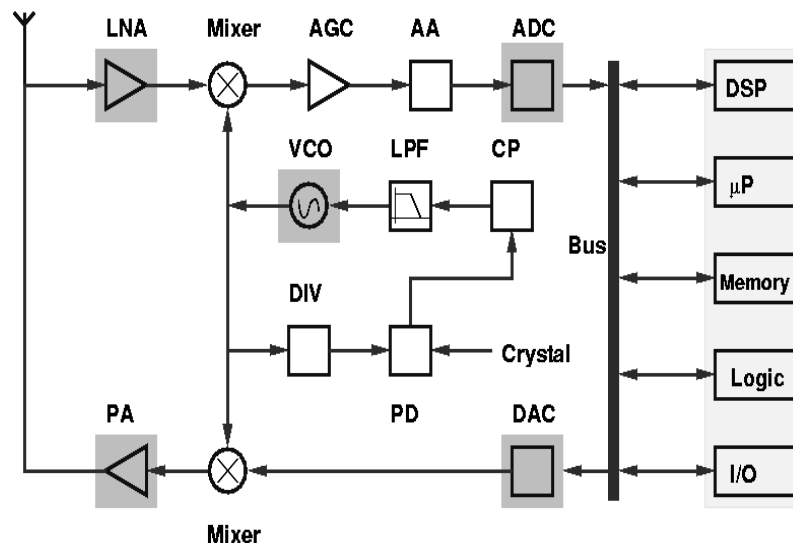 LNA Mixer AGC AA ADC
DSP
VCO LPF CP
μP
Bus
DIV
Memory
Crystal
Logic
PA PD DAC
I/O
Mixer